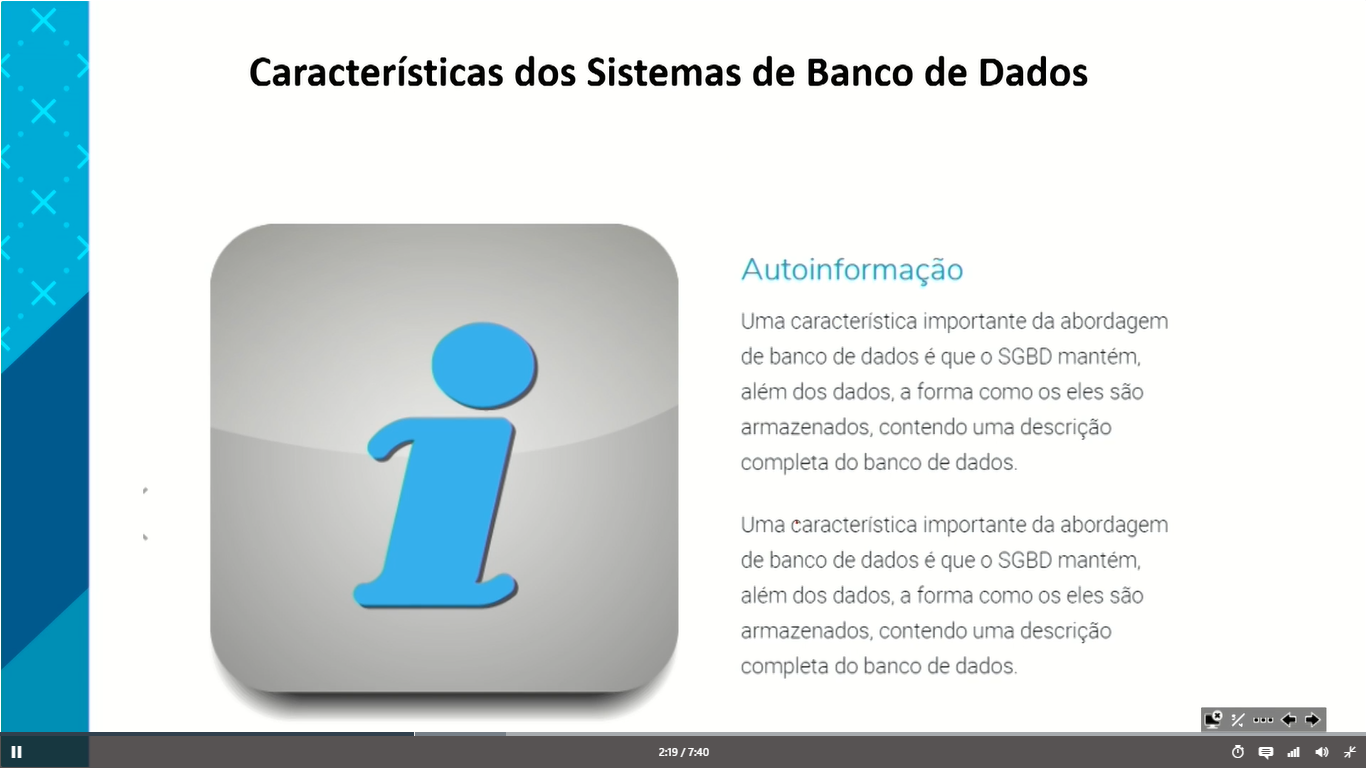 Características dos Sistemas de Banco de Dados
Autoinformação
Uma característica importante da abordagem
de banco de dados é que o SGBD mantém,
além dos dados, a forma como os eles são
armazenados, contendo uma descrição
completa do banco de dados.
Uma característica importante da abordagem
de banco de dados é que o SGBD mantém,
além dos dados, a forma como os eles são
armazenados, contendo uma descrição
completa do banco de dados.
2:19 / 7:40